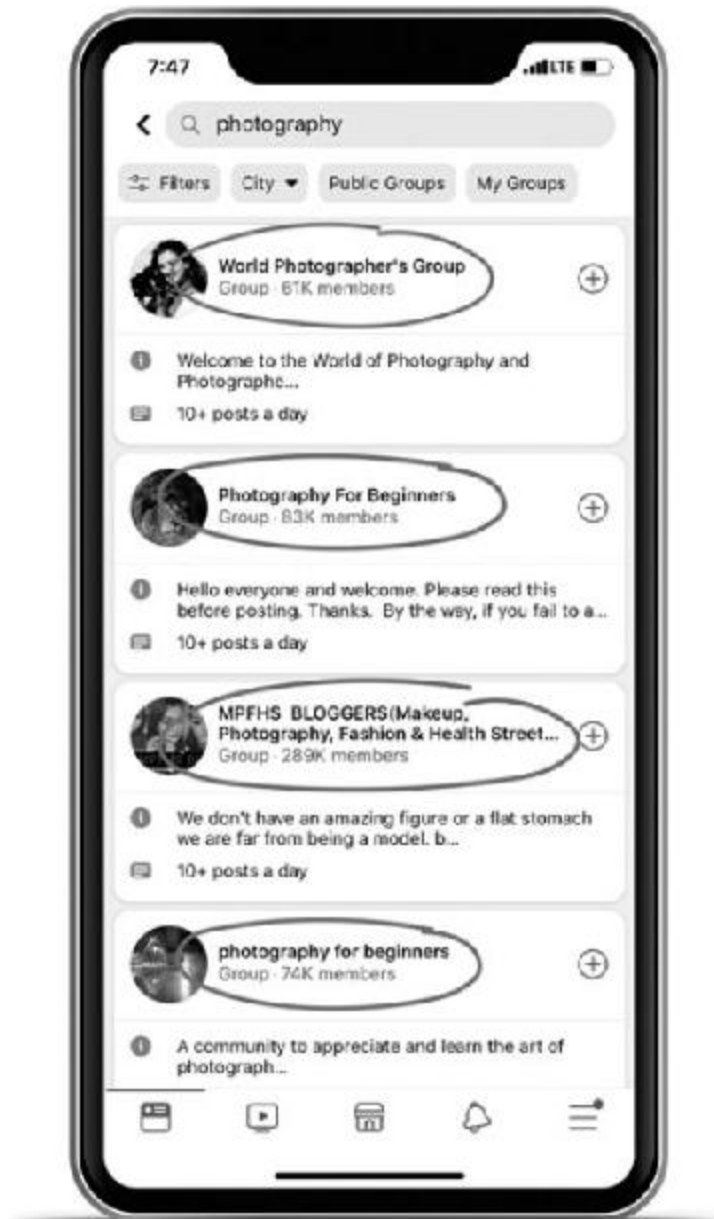 7:47
LTE
photography
Filters City Public Groups My Groups
World Photographer's Group
Group · 61K members
Welcome to the World of Photography and
Photographe...
10+ posts a day
Photography For Beginners
Group · 83K members
Hello everyone and welcome. Please read this
before posting. Thanks. By the way, if you fail to a...
10+ posts a day
MPFHS BLOGGERS(Makeup,
Photography, Fashion & Health Street...
Group · 289K members
We don't have an amazing figure or a flat stomach
we are far from being a model. b...
10+ posts a day
photography for beginners
Group · 74K members
A community to appreciate and learn the art of
photograph...